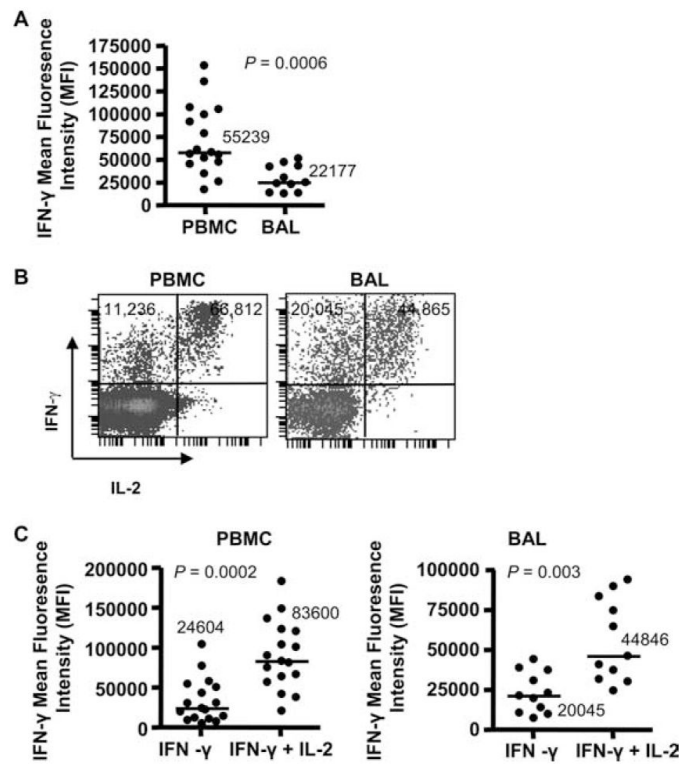 A
IFN-γ Mean Fluoresence
Intensity (MFI)
175000
150000
125000
100000
75000
50000
25000
0
P = 0.0006
55239
22177
PBMC BAL
B
PBMC BAL
11,236 66,812 20,045 44,865
IFN-γ
IL-2
C
PBMC
IFN-γ Mean Fluoresence
Intensity (MFI)
200000
150000
100000
50000
0
P = 0.0002
24604
83600
IFN -γ IFN-γ + IL-2
BAL
IFN-γ Mean Fluoresence
Intensity (MFI)
100000
75000
50000
25000
0
P = 0.003
44846
20045
IFN -γ IFN-γ + IL-2